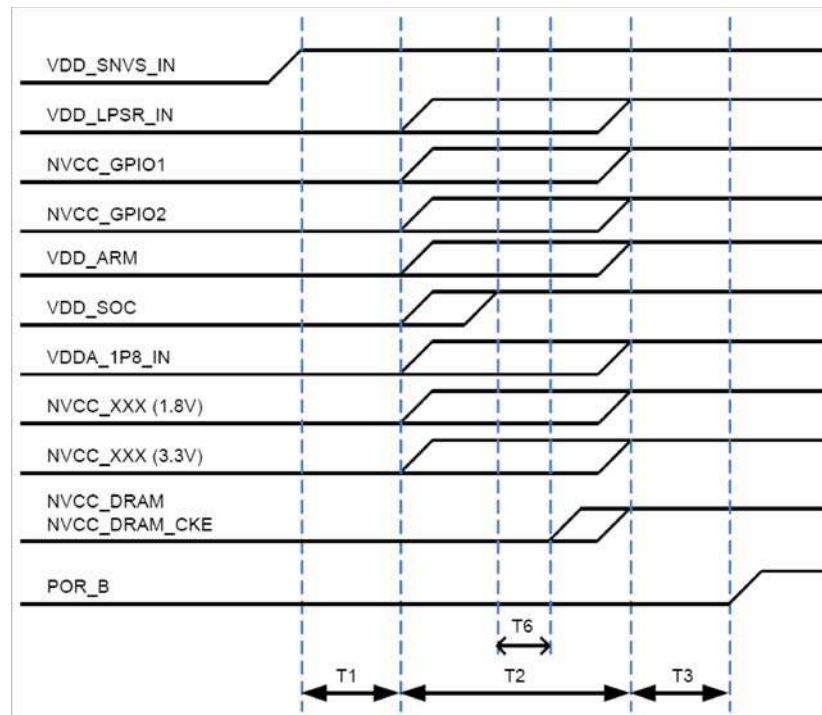 VDD_SNVS_IN
VDD_LPSR_IN
NVCC_GPIO1
NVCC_GPIO2
VDD_ARM
VDD_SOC
VDDA_1P8_IN
NVCC_XXX (1.8V)
NVCC_XXX (3.3V)
NVCC_DRAM
NVCC_DRAM_CKE
POR_B
T6
T1 T2 T3